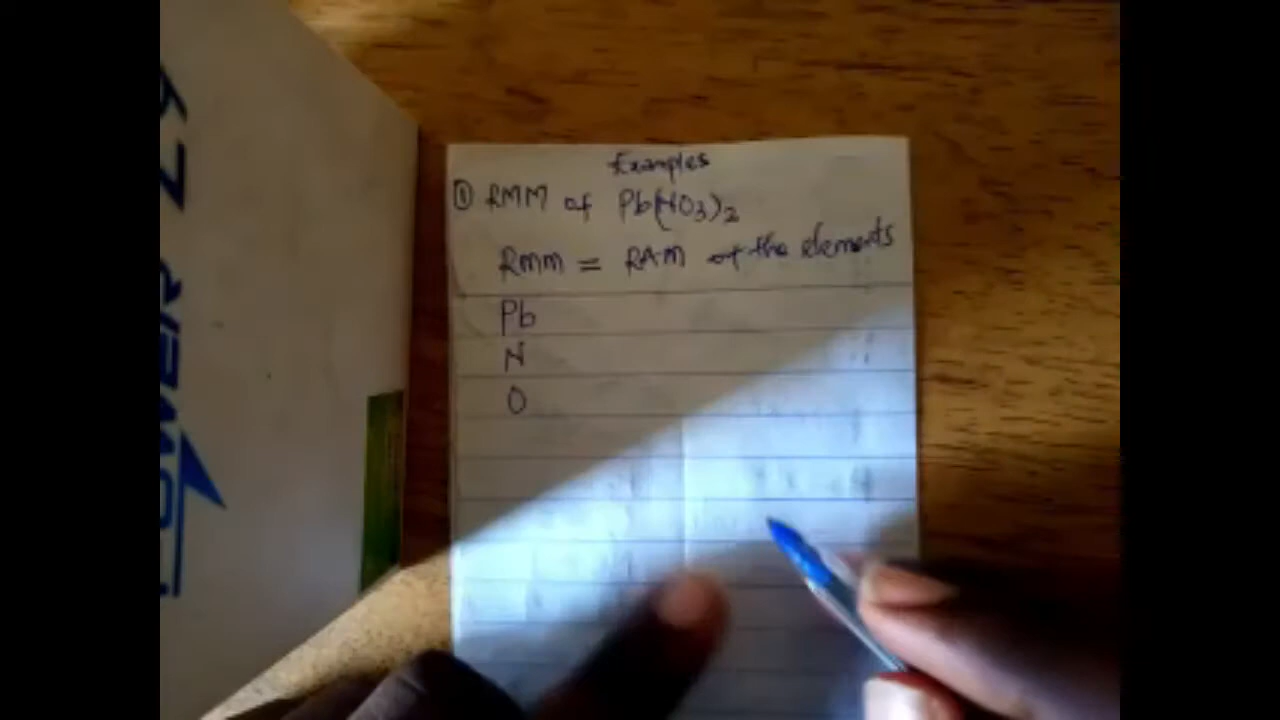 Examples
① RMM of Pb(NO3)2
RMM = RAM of the elements
Pb
N
O